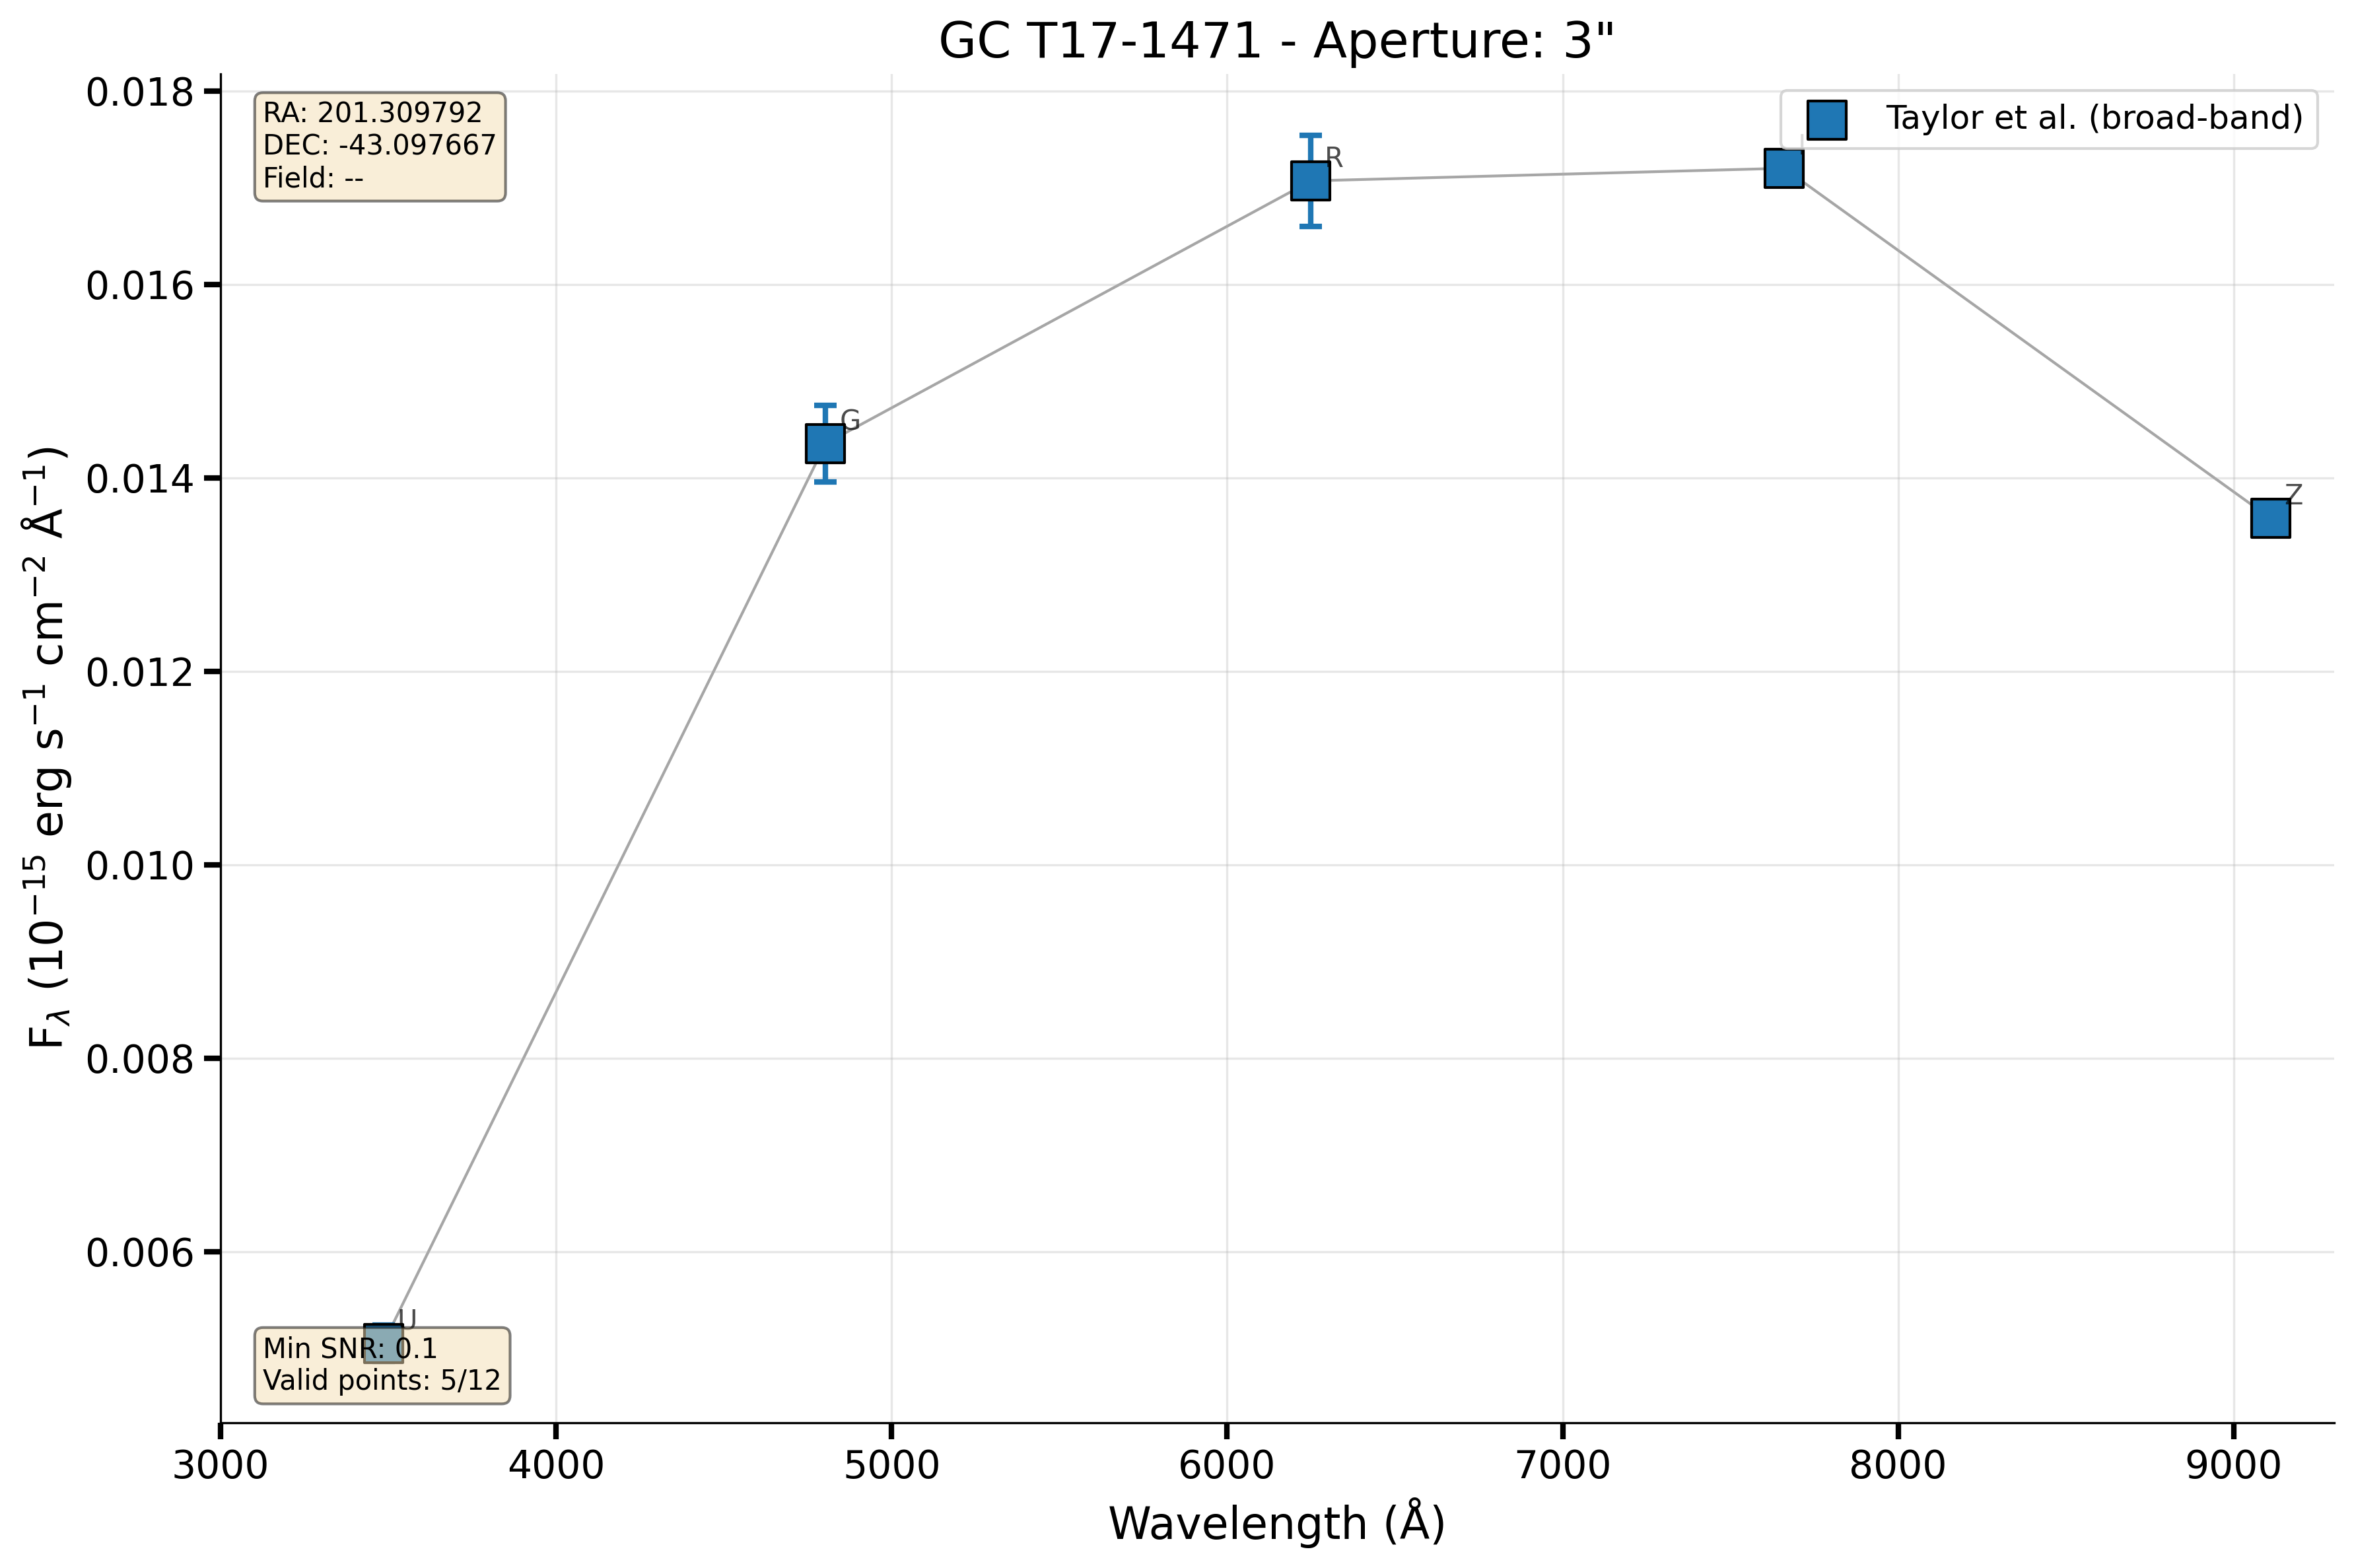 GC T17-1471 - Aperture: 3"
RA: 201.309792
DEC: -43.097667
Field: --
Taylor et al. (broad-band)
0.018
0.016
0.014
0.012
0.010
0.008
0.006
F_λ (10⁻¹⁵ erg s⁻¹ cm⁻² Å⁻¹)
R
G
Z
U
Min SNR: 0.1
Valid points: 5/12
3000 4000 5000 6000 7000 8000 9000
Wavelength (Å)